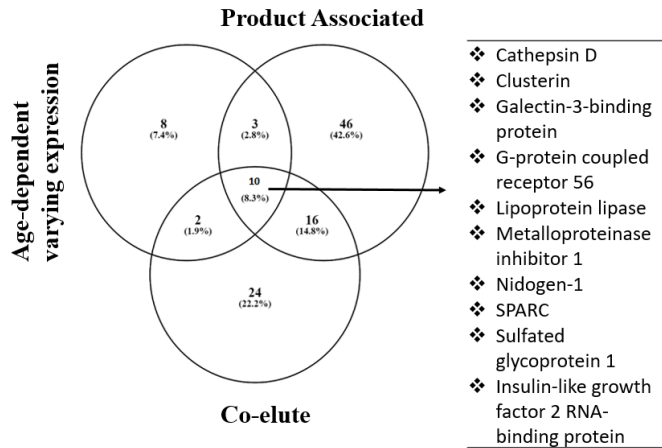 Product Associated
Age-dependent
varying expression
8
(7.4%)
3
(2.8%)
46
(42.6%)
10
(8.3%)
2
(1.9%)
16
(14.8%)
24
(22.2%)
Co-elute
❖ Cathepsin D
❖ Clusterin
❖ Galectin-3-binding
protein
❖ G-protein coupled
receptor 56
❖ Lipoprotein lipase
❖ Metalloproteinase
inhibitor 1
❖ Nidogen-1
❖ SPARC
❖ Sulfated
glycoprotein 1
❖ Insulin-like growth
factor 2 RNA-
binding protein